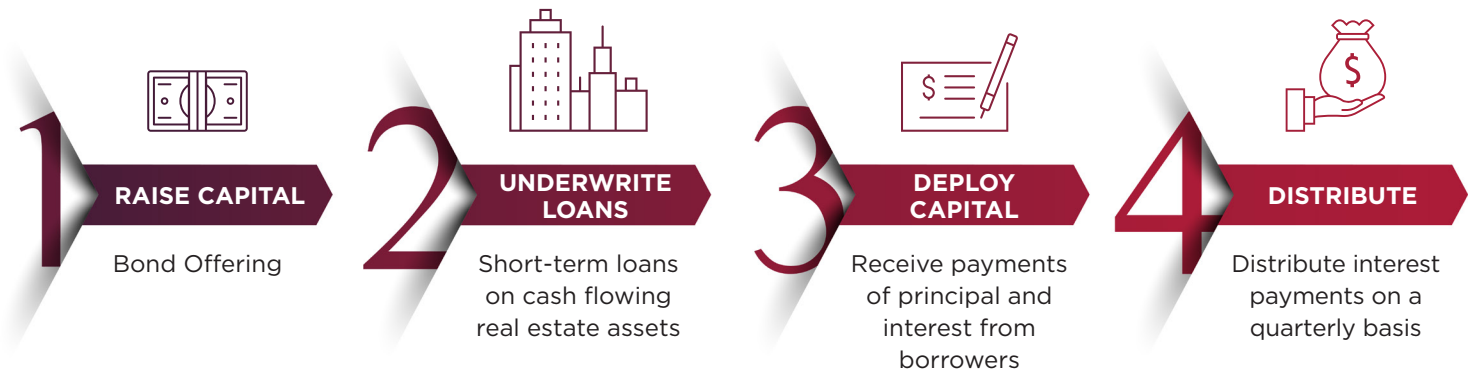 1
RAISE CAPITAL
Bond Offering
2
UNDERWRITE
LOANS
Short-term loans
on cash flowing
real estate assets
3
$
DEPLOY
CAPITAL
Receive payments
of principal and
interest from
borrowers
4
$
DISTRIBUTE
Distribute interest
payments on a
quarterly basis